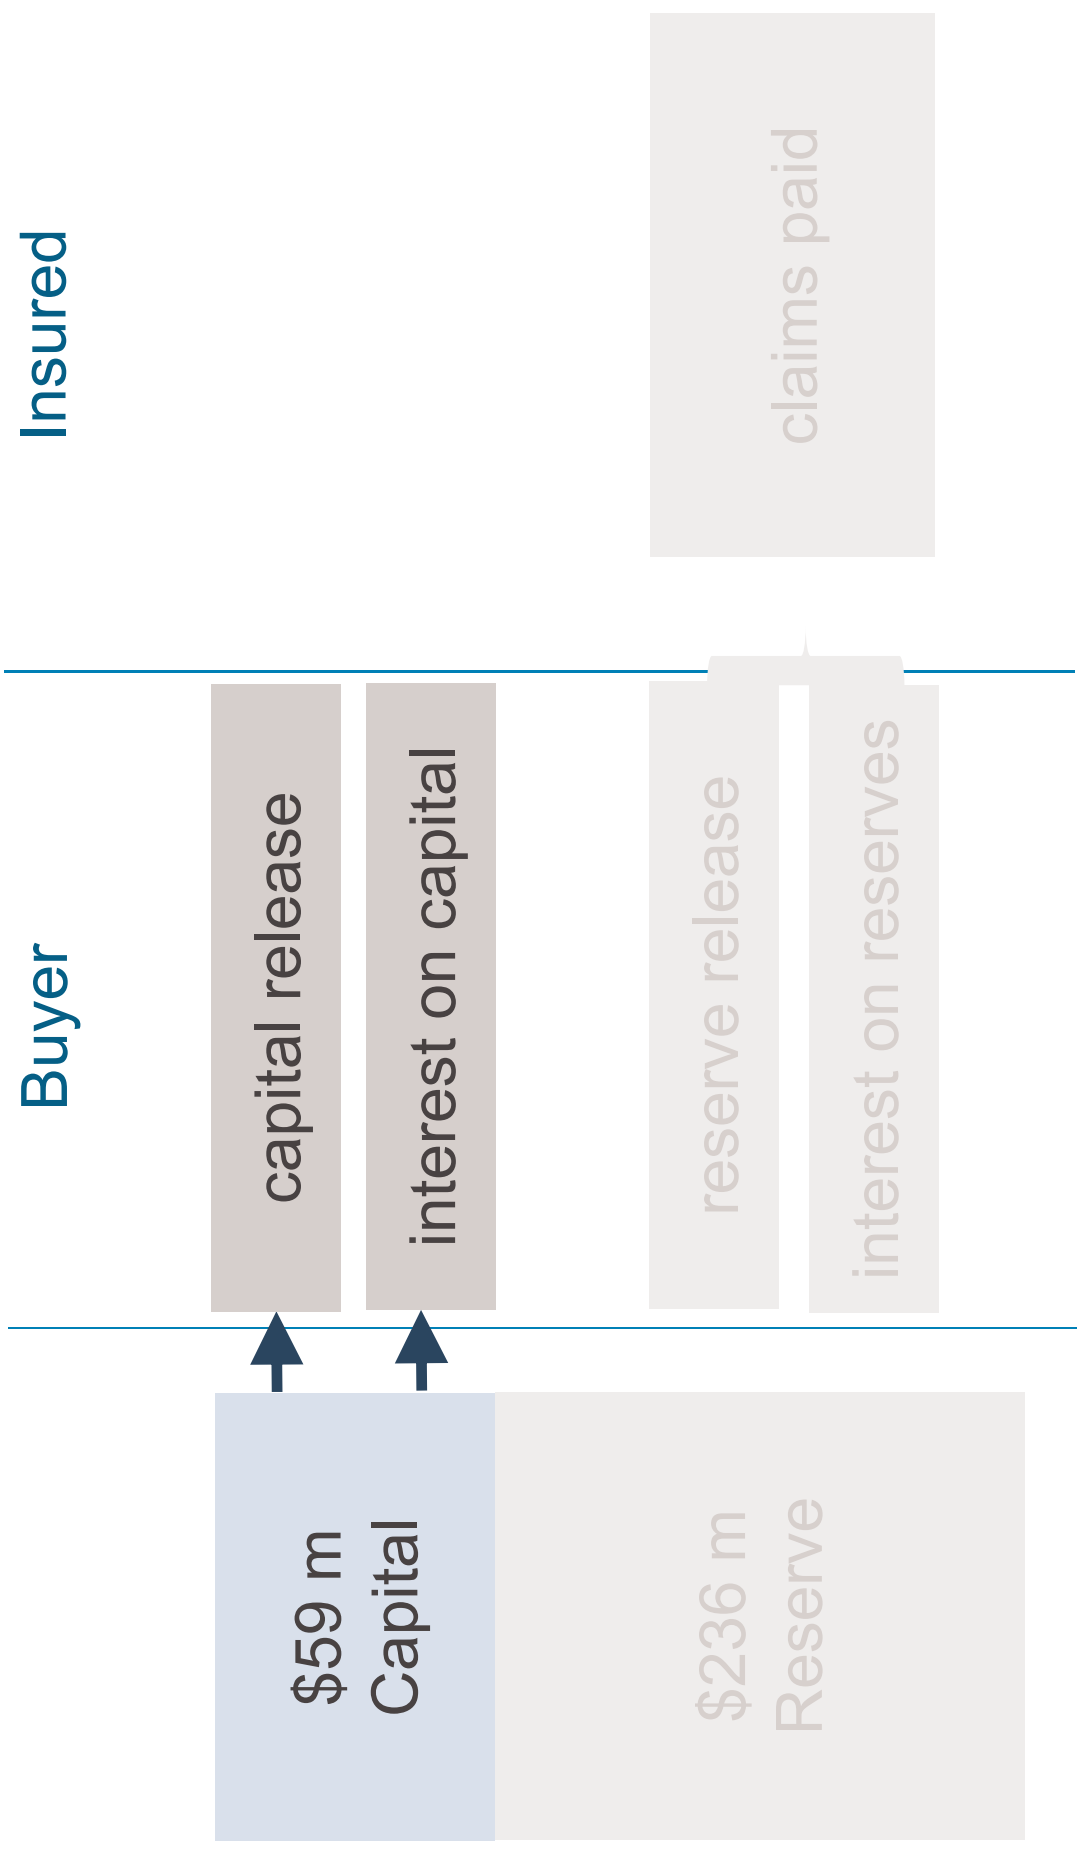 Buyer
Insured
$59 m
Capital
capital release
interest on capital
$236 m
Reserve
reserve release
interest on reserves
claims paid